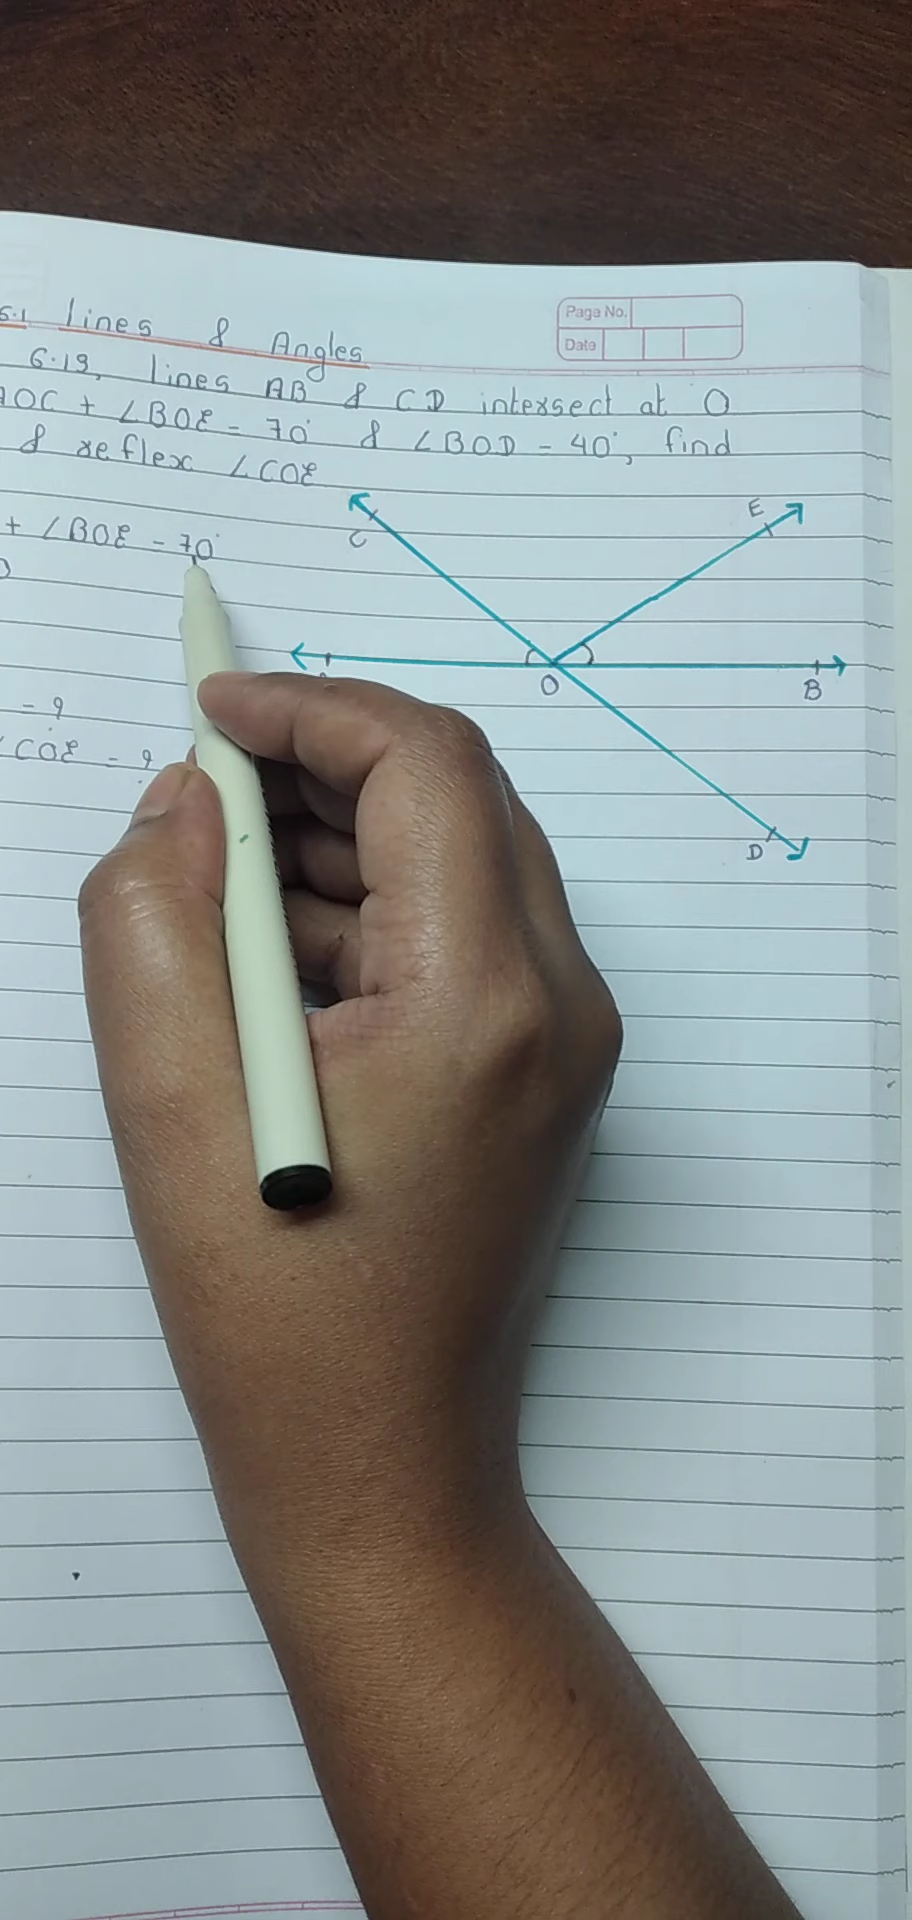 6.1 Lines & Angles
Page No.
Date
6.13, lines AB & CD intersect at O
AOC + ∠BOE = 70° & ∠BOD = 40°, find
& reflex ∠COE
+ ∠BOE = 70°
= ?
∠COE = ?
C
E
O
B
D